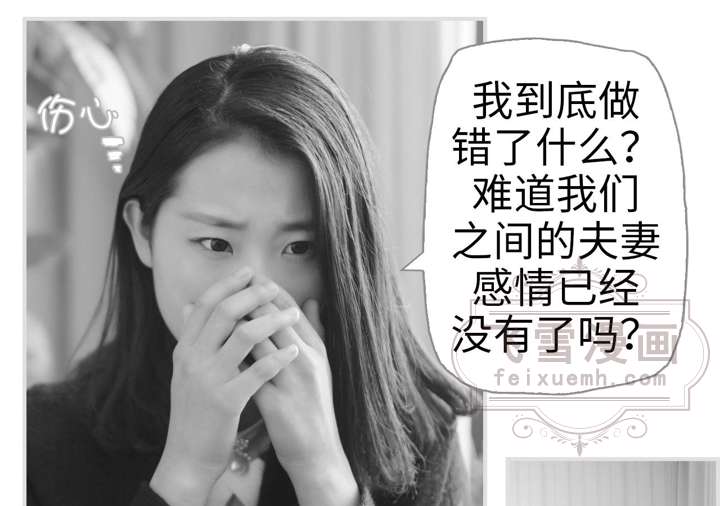 伤心
我到底做
错了什么？
难道我们
之间的夫妻
感情已经
没有了吗？
飞雪漫画
feixuemh.com